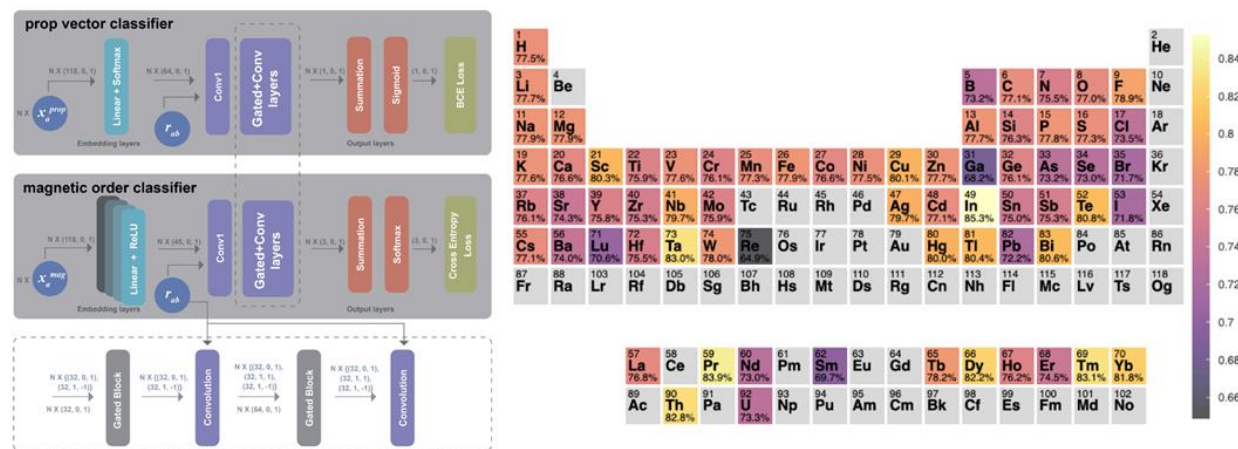 prop vector classifier
N X (118, 0, 1)
N X (64, 0, 1)
N X (1, 0, 1)
(1, 0, 1)
N X
x_a^prop
Linear + Softmax
r_ab
Conv1
Gated+Conv layers
Summation
Sigmoid
BCE Loss
Embedding layers
Output layers
magnetic order classifier
N X (118, 0, 1)
N X (45, 0, 1)
N X (3, 0, 1)
(3, 0, 1)
N X
x_a^mag
Linear + ReLU
r_ab
Conv1
Gated+Conv layers
Summation
Softmax
Cross Entropy Loss
Embedding layers
Output layers
N X {(32, 0, 1),
(32, 1, -1)}
N X (32, 0, 1)
Gated Block
N X {(32, 0, 1),
(32, 1, -1)}
Convolution
N X {(32, 0, 1),
(32, 1, 1),
(32, 1, -1)}
N X (64, 0, 1)
Gated Block
N X {(32, 0, 1),
(32, 1, 1),
(32, 1, -1)}
Convolution
1 2
H He
77.5%
3 4 5 6 7 8 9 10
Li Be B C N O F Ne
77.7% 73.2% 77.1% 75.5% 77.0% 78.9%
11 12 13 14 15 16 17 18
Na Mg Al Si P S Cl Ar
77.9% 77.9% 77.7% 76.3% 77.8% 77.3% 73.5%
19 20 21 22 23 24 25 26 27 28 29 30 31 32 33 34 35 36
K Ca Sc Ti V Cr Mn Fe Co Ni Cu Zn Ga Ge As Se Br Kr
77.6% 76.6% 80.3% 75.9% 77.6% 76.1% 77.3% 77.9% 76.6% 77.5% 80.1% 77.7% 68.2% 76.1% 73.2% 73.0% 71.7%
37 38 39 40 41 42 43 44 45 46 47 48 49 50 51 52 53 54
Rb Sr Y Zr Nb Mo Tc Ru Rh Pd Ag Cd In Sn Sb Te I Xe
76.1% 74.3% 75.8% 75.3% 79.7% 75.9% 79.7% 77.1% 85.3% 75.0% 75.3% 80.8% 71.8%
55 56 71 72 73 74 75 76 77 78 79 80 81 82 83 84 85 86
Cs Ba Lu Hf Ta W Re Os Ir Pt Au Hg Tl Pb Bi Po At Rn
77.1% 74.0% 70.6% 75.5% 83.0% 78.0% 64.9% 80.0% 80.4% 72.2% 80.6%
87 88 103 104 105 106 107 108 109 110 111 112 113 114 115 116 117 118
Fr Ra Lr Rf Db Sg Bh Hs Mt Ds Rg Cn Nh Fl Mc Lv Ts Og
57 58 59 60 61 62 63 64 65 66 67 68 69 70
La Ce Pr Nd Pm Sm Eu Gd Tb Dy Ho Er Tm Yb
76.8% 83.9% 73.0% 69.7% 78.2% 82.2% 76.2% 74.5% 83.1% 81.8%
89 90 91 92 93 94 95 96 97 98 99 100 101 102
Ac Th Pa U Np Pu Am Cm Bk Cf Es Fm Md No
82.8% 73.3%
0.84
0.82
0.8
0.78
0.76
0.74
0.72
0.7
0.68
0.66